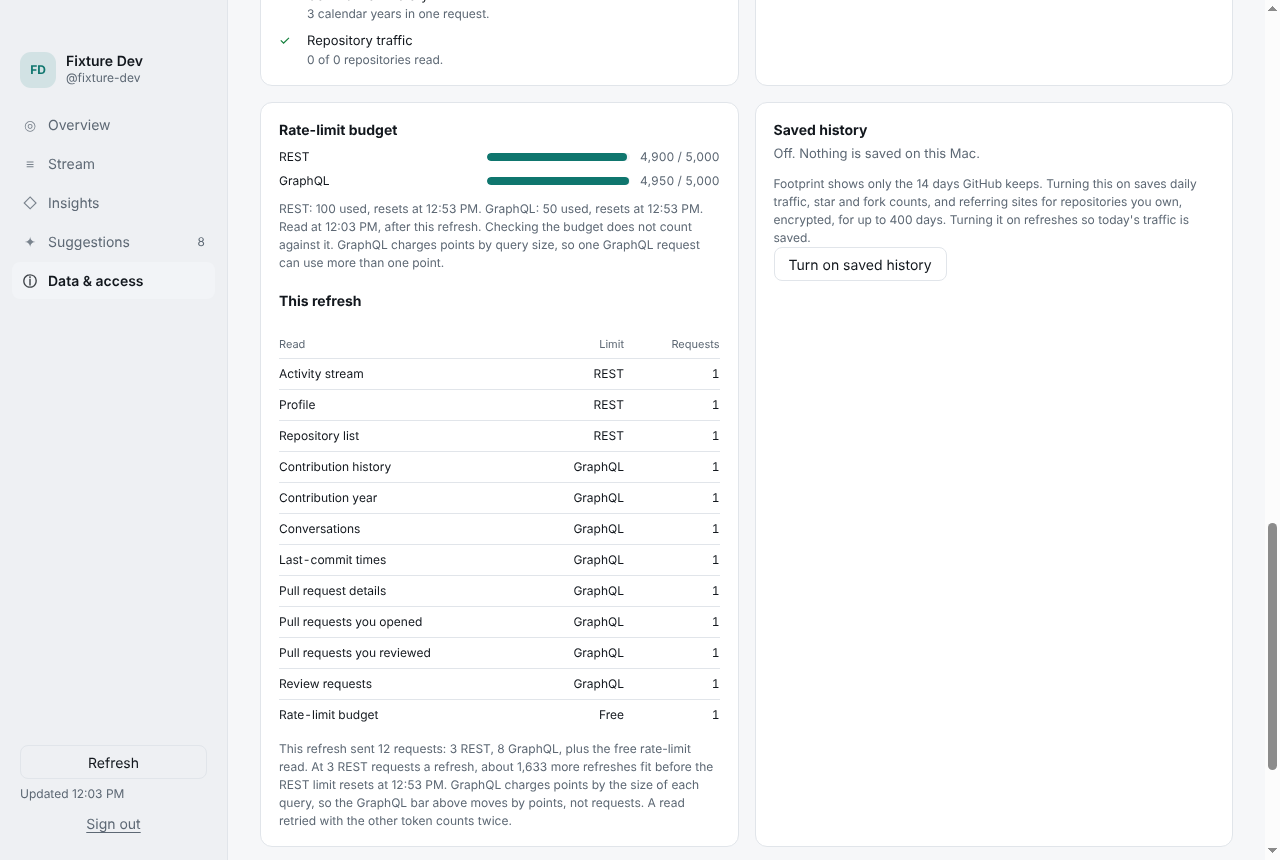 FD
Fixture Dev
@fixture-dev
Overview
Stream
Insights
Suggestions 8
Data & access
Refresh
Updated 12:03 PM
Sign out
3 calendar years in one request.
Repository traffic
0 of 0 repositories read.
Rate-limit budget
REST 4,900 / 5,000
GraphQL 4,950 / 5,000
REST: 100 used, resets at 12:53 PM. GraphQL: 50 used, resets at 12:53 PM.
Read at 12:03 PM, after this refresh. Checking the budget does not count
against it. GraphQL charges points by query size, so one GraphQL request
can use more than one point.
This refresh
Read Limit Requests
Activity stream REST 1
Profile REST 1
Repository list REST 1
Contribution history GraphQL 1
Contribution year GraphQL 1
Conversations GraphQL 1
Last-commit times GraphQL 1
Pull request details GraphQL 1
Pull requests you opened GraphQL 1
Pull requests you reviewed GraphQL 1
Review requests GraphQL 1
Rate-limit budget Free 1
This refresh sent 12 requests: 3 REST, 8 GraphQL, plus the free rate-limit
read. At 3 REST requests a refresh, about 1,633 more refreshes fit before the
REST limit resets at 12:53 PM. GraphQL charges points by the size of each
query, so the GraphQL bar above moves by points, not requests. A read
retried with the other token counts twice.
Saved history
Off. Nothing is saved on this Mac.
Footprint shows only the 14 days GitHub keeps. Turning this on saves daily
traffic, star and fork counts, and referring sites for repositories you own,
encrypted, for up to 400 days. Turning it on refreshes so today's traffic is
saved.
Turn on saved history